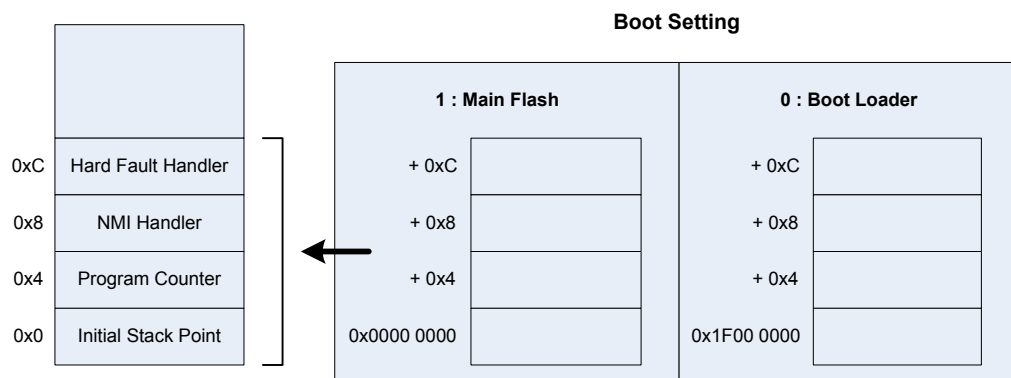 Boot Setting
1 : Main Flash
0 : Boot Loader
0xC Hard Fault Handler
+ 0xC
+ 0xC
0x8 NMI Handler
+ 0x8
+ 0x8
0x4 Program Counter
+ 0x4
+ 0x4
0x0 Initial Stack Point
0x0000 0000
0x1F00 0000